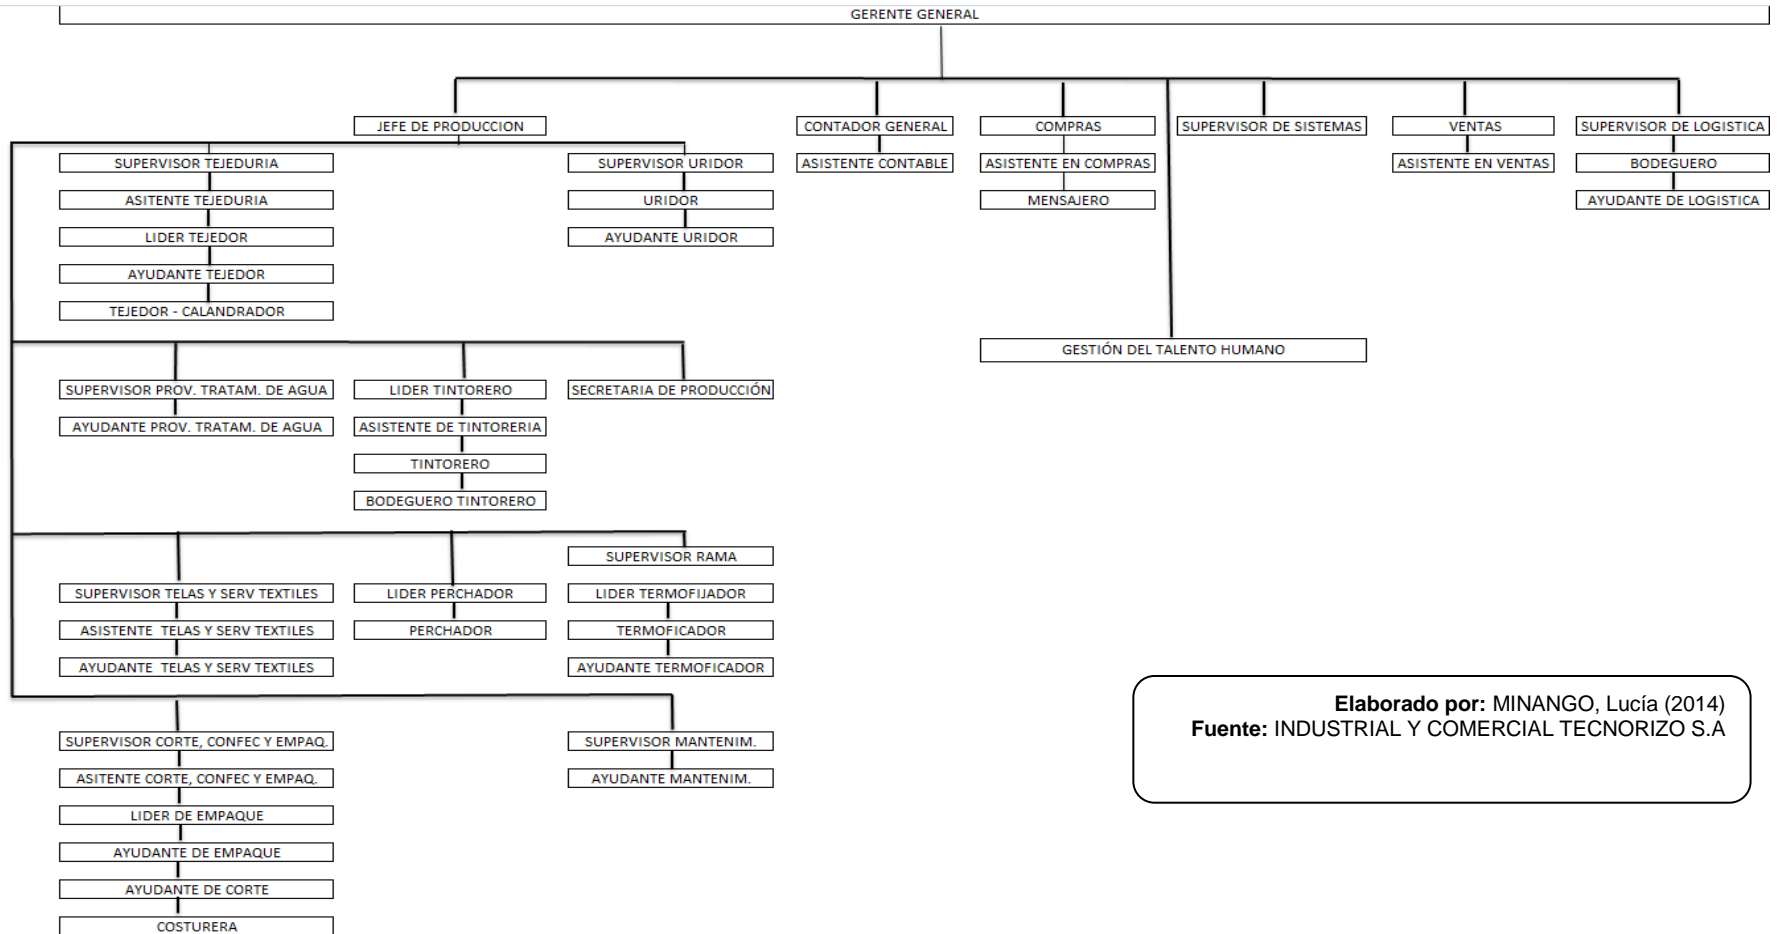 GERENTE GENERAL
JEFE DE PRODUCCION
CONTADOR GENERAL
COMPRAS
SUPERVISOR DE SISTEMAS
VENTAS
SUPERVISOR DE LOGISTICA
SUPERVISOR TEJEDURIA
SUPERVISOR URIDOR
ASISTENTE CONTABLE
ASISTENTE EN COMPRAS
ASISTENTE EN VENTAS
BODEGUERO
ASITENTE TEJEDURIA
URIDOR
MENSAJERO
AYUDANTE DE LOGISTICA
LIDER TEJEDOR
AYUDANTE URIDOR
AYUDANTE TEJEDOR
TEJEDOR - CALANDRADOR
GESTIÓN DEL TALENTO HUMANO
SUPERVISOR PROV. TRATAM. DE AGUA
LIDER TINTORERO
SECRETARIA DE PRODUCCIÓN
AYUDANTE PROV. TRATAM. DE AGUA
ASISTENTE DE TINTORERIA
TINTORERO
BODEGUERO TINTORERO
SUPERVISOR RAMA
SUPERVISOR TELAS Y SERV TEXTILES
LIDER PERCHADOR
LIDER TERMOFIJADOR
ASISTENTE  TELAS Y SERV TEXTILES
PERCHADOR
TERMOFICADOR
AYUDANTE  TELAS Y SERV TEXTILES
AYUDANTE TERMOFICADOR
Elaborado por: MINANGO, Lucía (2014)
Fuente: INDUSTRIAL Y COMERCIAL TECNORIZO S.A
SUPERVISOR CORTE, CONFEC Y EMPAQ.
SUPERVISOR MANTENIM.
ASITENTE CORTE, CONFEC Y EMPAQ.
AYUDANTE MANTENIM.
LIDER DE EMPAQUE
AYUDANTE DE EMPAQUE
AYUDANTE DE CORTE
COSTURERA